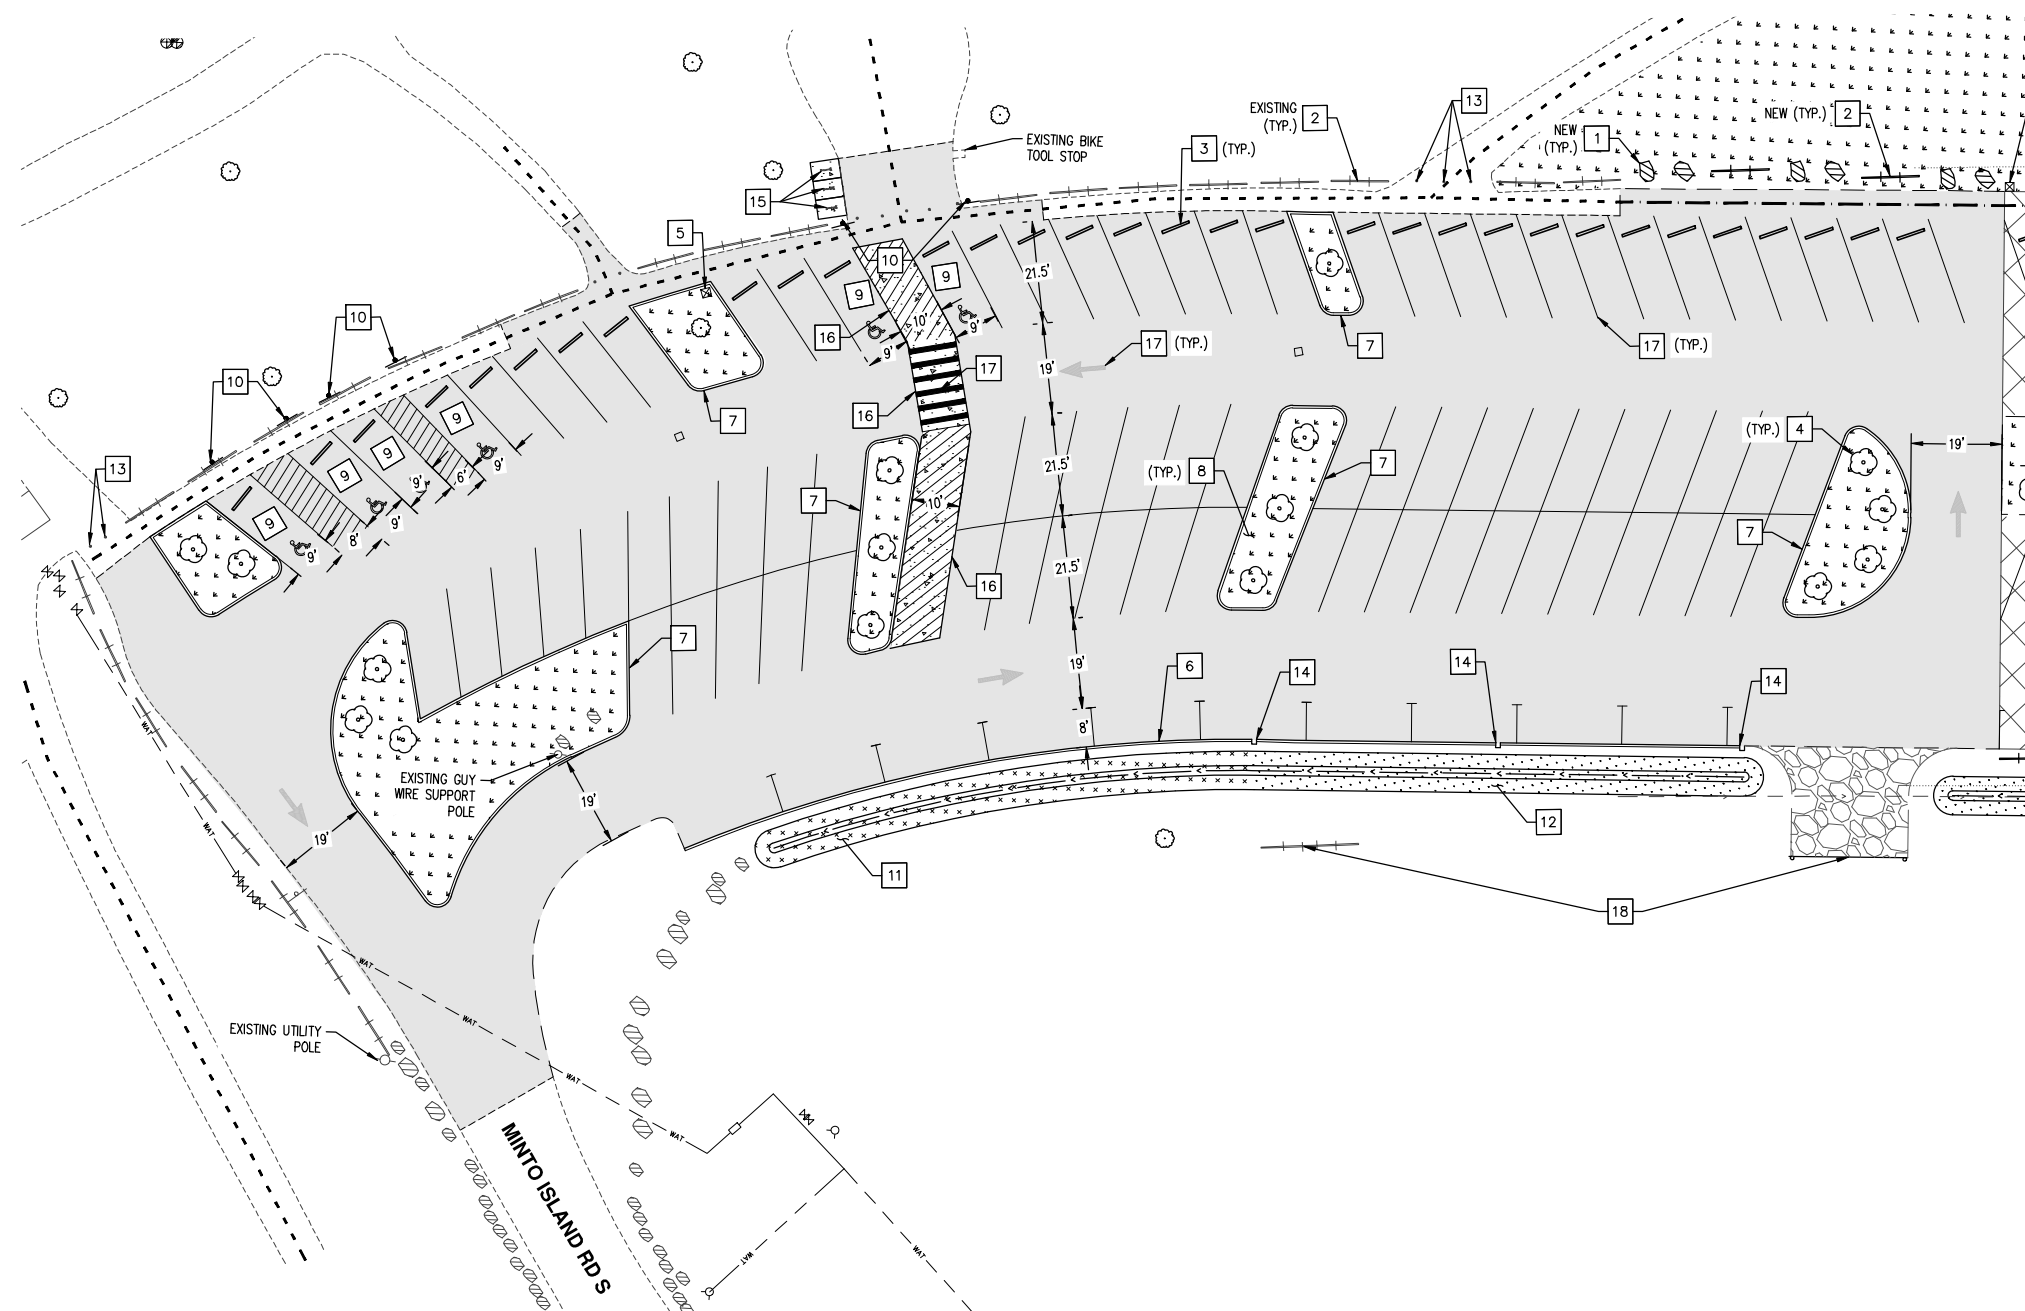 EXISTING
(TYP.)
2
13
NEW
(TYP.)
1
NEW (TYP.)
2
EXISTING BIKE
TOOL STOP
3
(TYP.)
15
5
10
9
9
21.5'
10
10'
9'
9'
16
17
(TYP.)
7
17
(TYP.)
19'
17
10
7
16
9
9
9
9
13
9'
6'
9'
9'
8'
9'
7
10'
21.5'
(TYP.)
8
7
(TYP.)
4
19'
7
21.5'
16
7
19'
6
14
14
14
8'
EXISTING GUY
WIRE SUPPORT
POLE
19'
19'
12
11
18
WAT
WAT
WAT
WAT
WAT
WAT
WAT
WAT
EXISTING UTILITY
POLE
MINTO ISLAND RD S